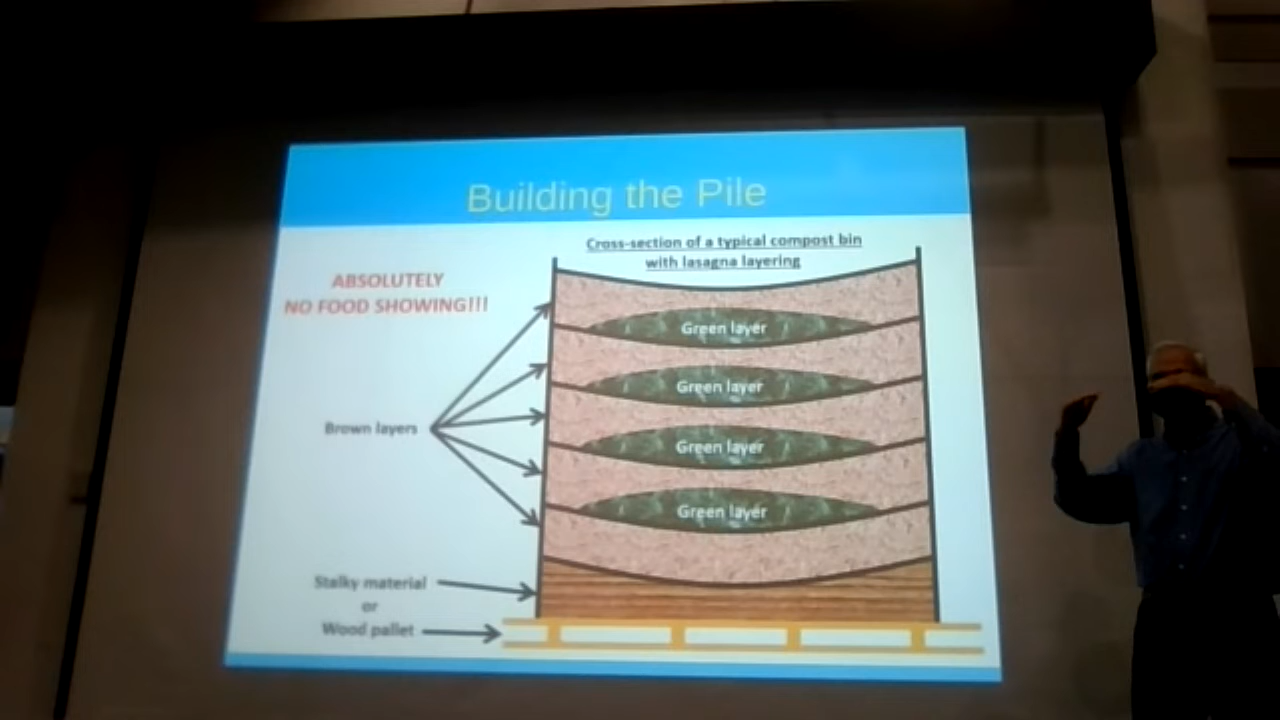 Building the Pile
Cross-section of a typical compost bin
with lasagna layering
ABSOLUTELY
NO FOOD SHOWING!!!
Green layer
Green layer
Brown layers
Green layer
Green layer
Stalky material
or
Wood pallet